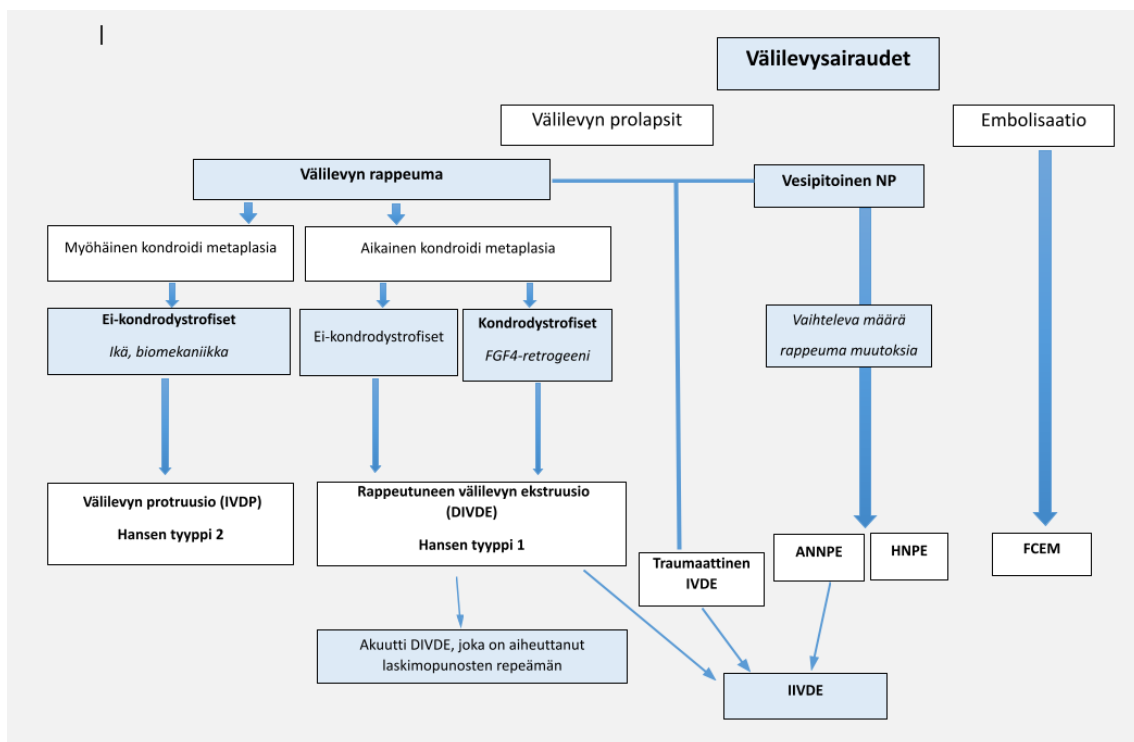 Välilevysairaudet
Välilevyn prolapsit
Embolisaatio
Välilevyn rappeuma
Vesipitoinen NP
Myöhäinen kondroidi metaplasia
Aikainen kondroidi metaplasia
Ei-kondrodystrofiset
Ikä, biomekaniikka
Ei-kondrodystrofiset
Kondrodystrofiset
FGF4-retrogeeni
Vaihteleva määrä
rappeuma muutoksia
Välilevyn protruusio (IVDP)
Hansen tyyppi 2
Rappeutuneen välilevyn ekstruusio
(DIVDE)
Hansen tyyppi 1
Traumaattinen
IVDE
ANNPE
HNPE
FCEM
Akuutti DIVDE, joka on aiheuttanut
laskimopunosten repeämän
IIVDE